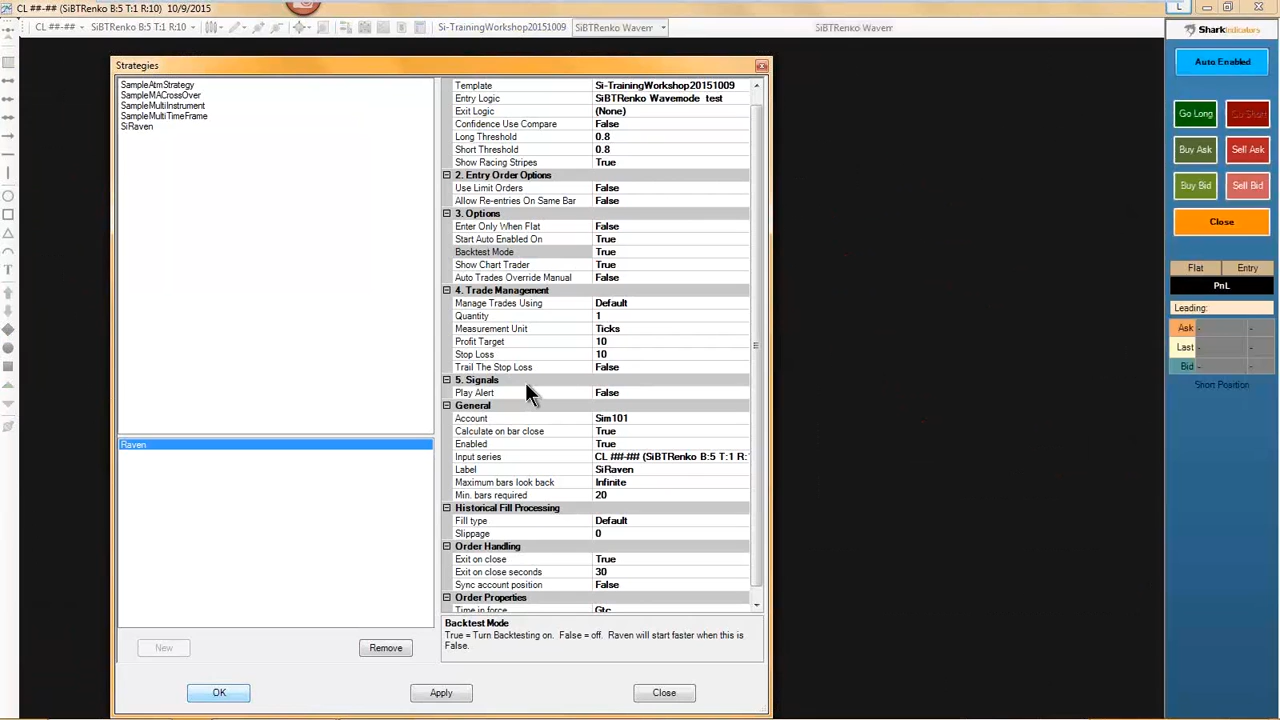 CL ##-## (SiBTRenko B:5 T:1 R:10) 10/9/2015
CL ##-## SiBTRenko B:5 T:1 R:10 Si-TrainingWorkshop20151009 SiBTRenko Wavem SiBTRenko Wavem
L
SharkIndicators
Auto Enabled
Go Long Go Short
Buy Ask Sell Ask
Buy Bid Sell Bid
Close
Flat Entry
PnL
Leading:
Ask - -
Last - -
Bid - -
Short Position
Strategies
SampleAtmStrategy
SampleMACrossOver
SampleMultiInstrument
SampleMultiTimeFrame
SiRaven
Raven
New Remove
Template Si-TrainingWorkshop20151009
Entry Logic SiBTRenko Wavemode test
Exit Logic (None)
Confidence Use Compare False
Long Threshold 0.8
Short Threshold 0.8
Show Racing Stripes True
2. Entry Order Options
Use Limit Orders False
Allow Re-entries On Same Bar False
3. Options
Enter Only When Flat False
Start Auto Enabled On True
Backtest Mode True
Show Chart Trader True
Auto Trades Override Manual False
4. Trade Management
Manage Trades Using Default
Quantity 1
Measurement Unit Ticks
Profit Target 10
Stop Loss 10
Trail The Stop Loss False
5. Signals
Play Alert False
General
Account Sim101
Calculate on bar close True
Enabled True
Input series CL ##-## (SiBTRenko B:5 T:1 R:
Label SiRaven
Maximum bars look back Infinite
Min. bars required 20
Historical Fill Processing
Fill type Default
Slippage 0
Order Handling
Exit on close True
Exit on close seconds 30
Sync account position False
Order Properties
Time in force Gtc
Backtest Mode
True = Turn Backtesting on. False = off. Raven will start faster when this is
False.
OK Apply Close